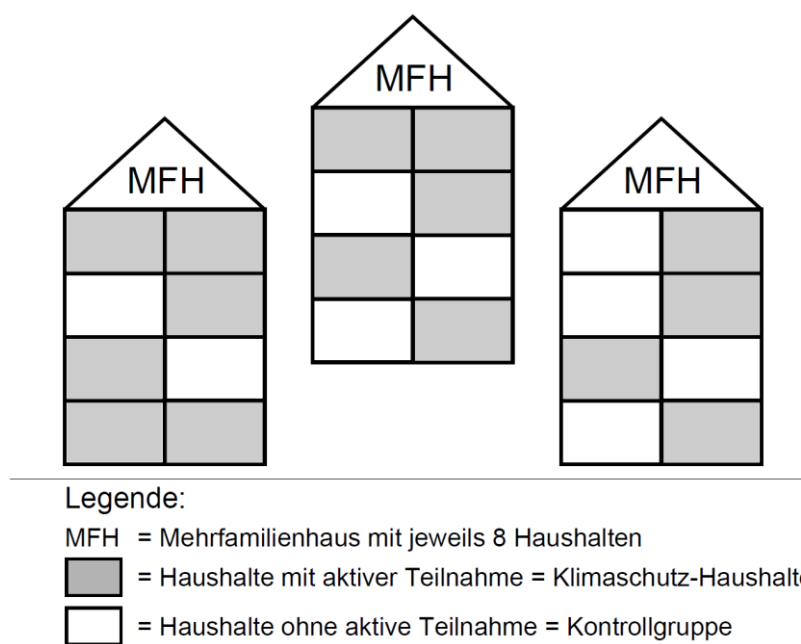 MFH
MFH
MFH
Legende:
MFH = Mehrfamilienhaus mit jeweils 8 Haushalten
= Haushalte mit aktiver Teilnahme = Klimaschutz-Haushalte
= Haushalte ohne aktive Teilnahme = Kontrollgruppe